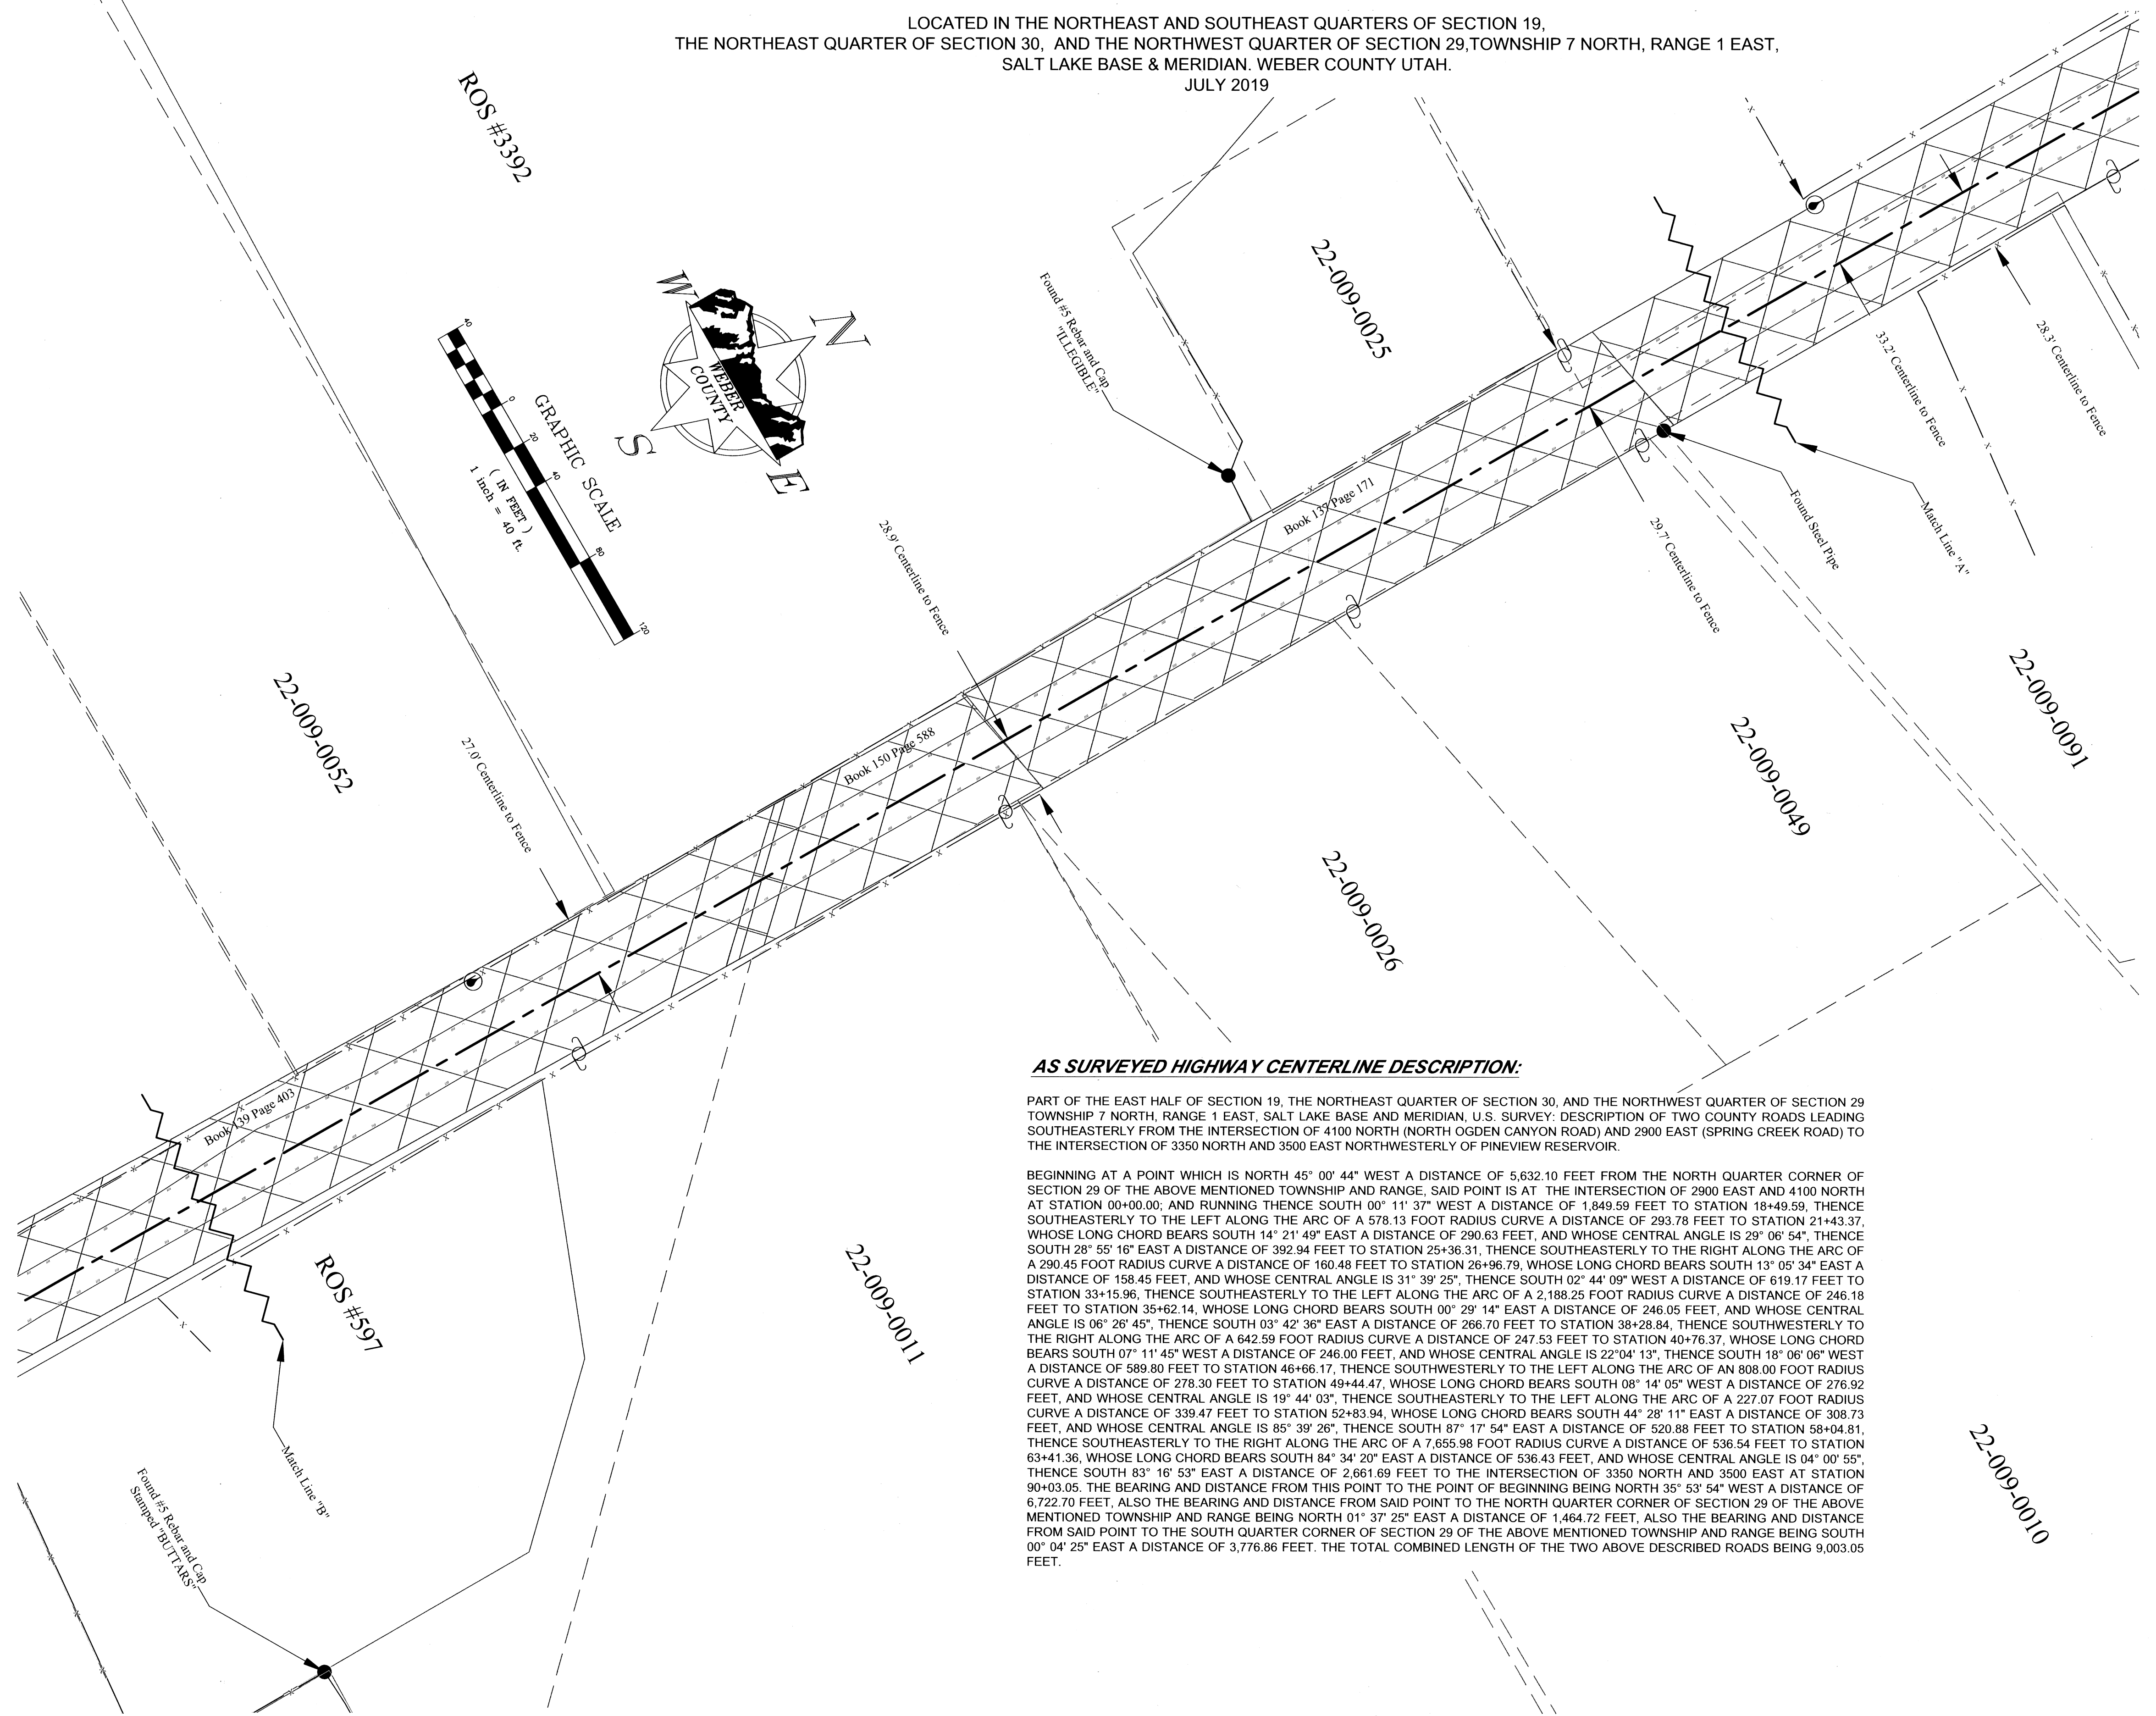 LOCATED IN THE NORTHEAST AND SOUTHEAST QUARTERS OF SECTION 19,
THE NORTHEAST QUARTER OF SECTION 30, AND THE NORTHWEST QUARTER OF SECTION 29,TOWNSHIP 7 NORTH, RANGE 1 EAST,
SALT LAKE BASE & MERIDIAN. WEBER COUNTY UTAH.
JULY 2019
ROS #3392
W
N
S
E
WEBER
COUNTY
40
0
20
40
80
120
GRAPHIC SCALE
( IN FEET )
1 inch = 40 ft.
Found #5 Rebar and Cap
"ILLEGIBLE"
22-009-0025
33.2' Centerline to Fence
28.3' Centerline to Fence
Book 137 Page 171
29.7' Centerline to Fence
Found Steel Pipe
Match Line "A"
28.9' Centerline to Fence
22-009-0052
27.0' Centerline to Fence
Book 150 Page 588
22-009-0091
22-009-0049
22-009-0026
Book 139 Page 403
ROS #597
22-009-0011
Match Line "B"
Found #5 Rebar and Cap
Stamped "BUTTARS"
22-009-0010
AS SURVEYED HIGHWAY CENTERLINE DESCRIPTION:
PART OF THE EAST HALF OF SECTION 19, THE NORTHEAST QUARTER OF SECTION 30, AND THE NORTHWEST QUARTER OF SECTION 29
TOWNSHIP 7 NORTH, RANGE 1 EAST, SALT LAKE BASE AND MERIDIAN, U.S. SURVEY: DESCRIPTION OF TWO COUNTY ROADS LEADING
SOUTHEASTERLY FROM THE INTERSECTION OF 4100 NORTH (NORTH OGDEN CANYON ROAD) AND 2900 EAST (SPRING CREEK ROAD) TO
THE INTERSECTION OF 3350 NORTH AND 3500 EAST NORTHWESTERLY OF PINEVIEW RESERVOIR.
BEGINNING AT A POINT WHICH IS NORTH 45° 00' 44" WEST A DISTANCE OF 5,632.10 FEET FROM THE NORTH QUARTER CORNER OF
SECTION 29 OF THE ABOVE MENTIONED TOWNSHIP AND RANGE, SAID POINT IS AT THE INTERSECTION OF 2900 EAST AND 4100 NORTH
AT STATION 00+00.00; AND RUNNING THENCE SOUTH 00° 11' 37" WEST A DISTANCE OF 1,849.59 FEET TO STATION 18+49.59, THENCE
SOUTHEASTERLY TO THE LEFT ALONG THE ARC OF A 578.13 FOOT RADIUS CURVE A DISTANCE OF 293.78 FEET TO STATION 21+43.37,
WHOSE LONG CHORD BEARS SOUTH 14° 21' 49" EAST A DISTANCE OF 290.63 FEET, AND WHOSE CENTRAL ANGLE IS 29° 06' 54", THENCE
SOUTH 28° 55' 16" EAST A DISTANCE OF 392.94 FEET TO STATION 25+36.31, THENCE SOUTHEASTERLY TO THE RIGHT ALONG THE ARC OF
A 290.45 FOOT RADIUS CURVE A DISTANCE OF 160.48 FEET TO STATION 26+96.79, WHOSE LONG CHORD BEARS SOUTH 13° 05' 34" EAST A
DISTANCE OF 158.45 FEET, AND WHOSE CENTRAL ANGLE IS 31° 39' 25", THENCE SOUTH 02° 44' 09" WEST A DISTANCE OF 619.17 FEET TO
STATION 33+15.96, THENCE SOUTHEASTERLY TO THE LEFT ALONG THE ARC OF A 2,188.25 FOOT RADIUS CURVE A DISTANCE OF 246.18
FEET TO STATION 35+62.14, WHOSE LONG CHORD BEARS SOUTH 00° 29' 14" EAST A DISTANCE OF 246.05 FEET, AND WHOSE CENTRAL
ANGLE IS 06° 26' 45", THENCE SOUTH 03° 42' 36" EAST A DISTANCE OF 266.70 FEET TO STATION 38+28.84, THENCE SOUTHWESTERLY TO
THE RIGHT ALONG THE ARC OF A 642.59 FOOT RADIUS CURVE A DISTANCE OF 247.53 FEET TO STATION 40+76.37, WHOSE LONG CHORD
BEARS SOUTH 07° 11' 45" WEST A DISTANCE OF 246.00 FEET, AND WHOSE CENTRAL ANGLE IS 22°04' 13", THENCE SOUTH 18° 06' 06" WEST
A DISTANCE OF 589.80 FEET TO STATION 46+66.17, THENCE SOUTHWESTERLY TO THE LEFT ALONG THE ARC OF AN 808.00 FOOT RADIUS
CURVE A DISTANCE OF 278.30 FEET TO STATION 49+44.47, WHOSE LONG CHORD BEARS SOUTH 08° 14' 05" WEST A DISTANCE OF 276.92
FEET, AND WHOSE CENTRAL ANGLE IS 19° 44' 03", THENCE SOUTHEASTERLY TO THE LEFT ALONG THE ARC OF A 227.07 FOOT RADIUS
CURVE A DISTANCE OF 339.47 FEET TO STATION 52+83.94, WHOSE LONG CHORD BEARS SOUTH 44° 28' 11" EAST A DISTANCE OF 308.73
FEET, AND WHOSE CENTRAL ANGLE IS 85° 39' 26", THENCE SOUTH 87° 17' 54" EAST A DISTANCE OF 520.88 FEET TO STATION 58+04.81,
THENCE SOUTHEASTERLY TO THE RIGHT ALONG THE ARC OF A 7,655.98 FOOT RADIUS CURVE A DISTANCE OF 536.54 FEET TO STATION
63+41.36, WHOSE LONG CHORD BEARS SOUTH 84° 34' 20" EAST A DISTANCE OF 536.43 FEET, AND WHOSE CENTRAL ANGLE IS 04° 00' 55",
THENCE SOUTH 83° 16' 53" EAST A DISTANCE OF 2,661.69 FEET TO THE INTERSECTION OF 3350 NORTH AND 3500 EAST AT STATION
90+03.05. THE BEARING AND DISTANCE FROM THIS POINT TO THE POINT OF BEGINNING BEING NORTH 35° 53' 54" WEST A DISTANCE OF
6,722.70 FEET, ALSO THE BEARING AND DISTANCE FROM SAID POINT TO THE NORTH QUARTER CORNER OF SECTION 29 OF THE ABOVE
MENTIONED TOWNSHIP AND RANGE BEING NORTH 01° 37' 25" EAST A DISTANCE OF 1,464.72 FEET, ALSO THE BEARING AND DISTANCE
FROM SAID POINT TO THE SOUTH QUARTER CORNER OF SECTION 29 OF THE ABOVE MENTIONED TOWNSHIP AND RANGE BEING SOUTH
00° 04' 25" EAST A DISTANCE OF 3,776.86 FEET. THE TOTAL COMBINED LENGTH OF THE TWO ABOVE DESCRIBED ROADS BEING 9,003.05
FEET.